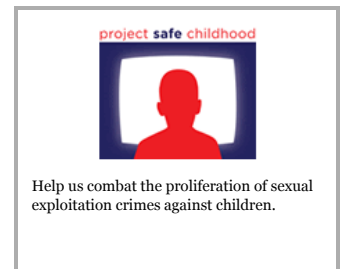 project safe childhood
Help us combat the proliferation of sexual
exploitation crimes against children.